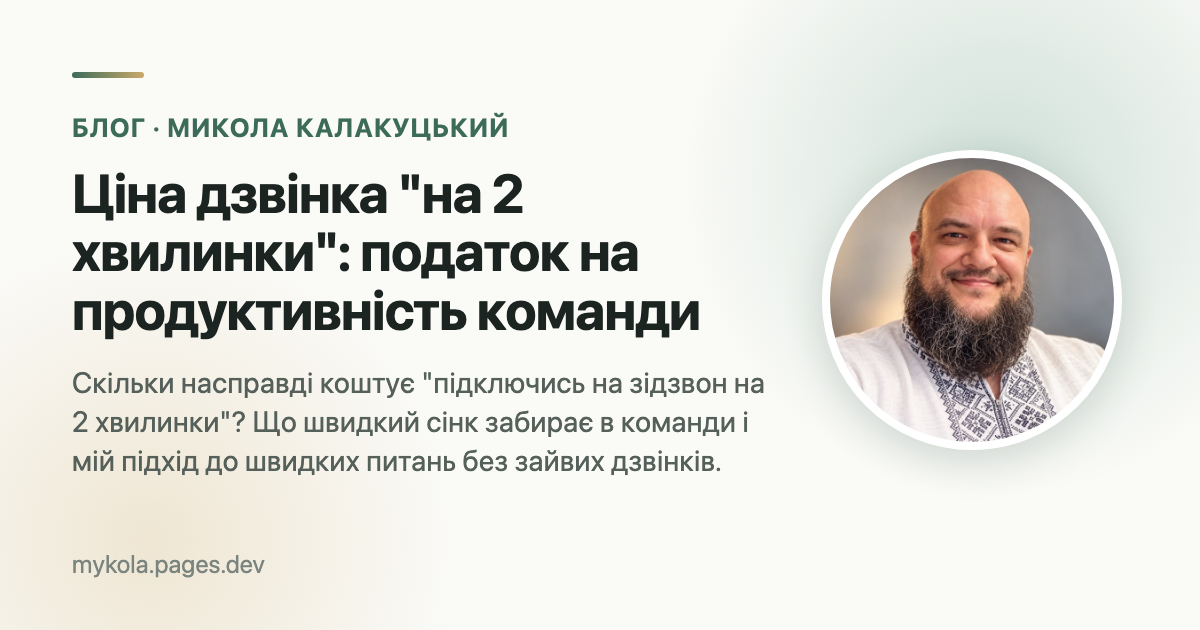 БЛОГ · МИКОЛА КАЛАКУЦЬКИЙ
Ціна дзвінка "на 2
хвилинки": податок на
продуктивність команди
Скільки насправді коштує "підключись на зідзвон на
2 хвилинки"? Що швидкий сінк забирає в команди і
мій підхід до швидких питань без зайвих дзвінків.
mykola.pages.dev